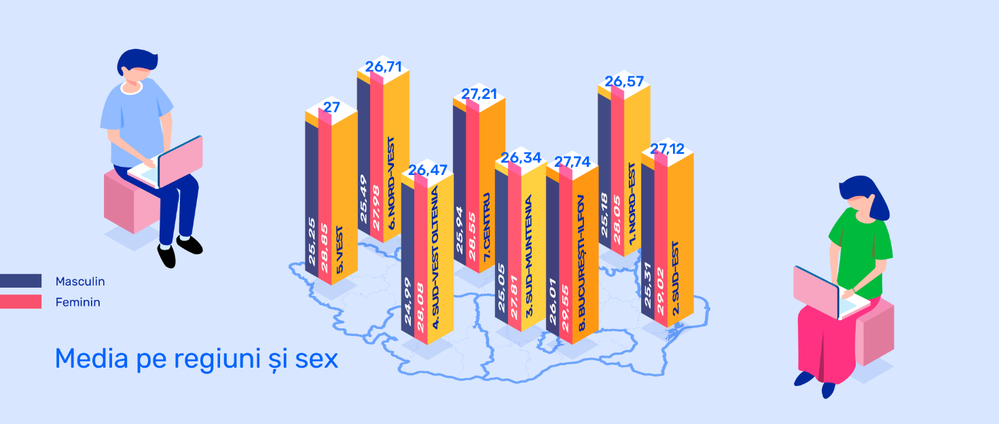 26,71
25,49
27,98
6. NORD-VEST
27
25,25
28,85
5. VEST
27,21
25,94
28,55
7. CENTRU
26,57
25,18
28,05
1. NORD-EST
26,47
24,99
28,08
4. SUD-VEST OLTENIA
26,34
25,05
27,81
3. SUD-MUNTENIA
27,74
26,01
29,55
8. BUCUREȘTI-ILFOV
27,12
25,31
29,02
2. SUD-EST
Masculin
Feminin
Media pe regiuni și sex